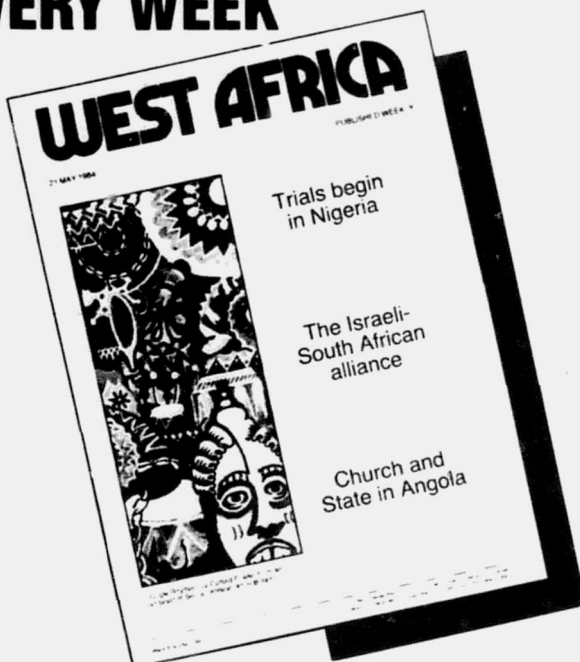 VERY WEEK
WEST AFRICA
PUBLISHED WEEKLY
21 MAY 1984
Trials begin
in Nigeria
The Israeli-
South African
alliance
Church and
State in Angola